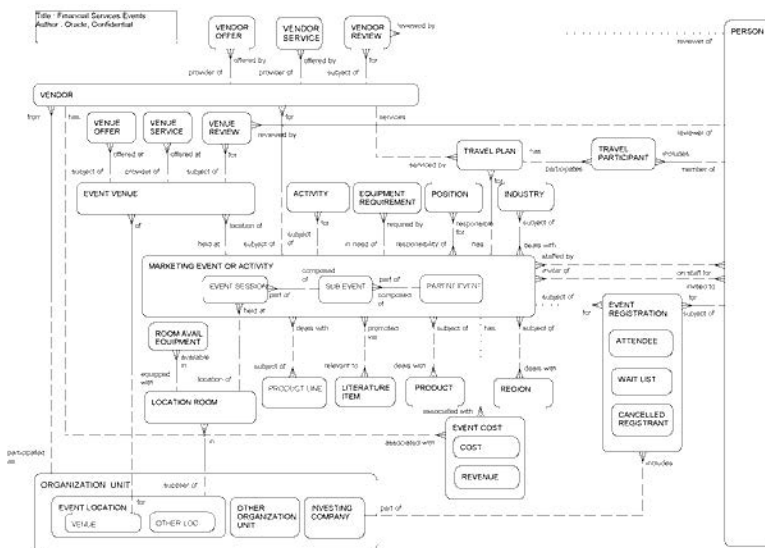 Title : Financial Services Events
Author : Oracle, Confidential
VENDOR OFFER
VENDOR SERVICE
VENDOR REVIEW
reviewed by
PERSON
reviewer of
offered by
offered by
for
provider of
provider of
subject of
VENDOR
from
has
for
services
VENUE OFFER
VENUE SERVICE
VENUE REVIEW
reviewed by
reviewer of
offered at
offered at
for
TRAVEL PLAN
has
TRAVEL PARTICIPANT
includes
serviced by
participates
member of
subject of
provider of
subject of
for
EVENT VENUE
ACTIVITY
EQUIPMENT REQUIREMENT
POSITION
INDUSTRY
of
location of
for
required by
responsible for
subject of
held at
subject of
subject of
in need of
responsibility of
has
deals with
MARKETING EVENT OR ACTIVITY
staffed by
inviter of
on staff for
invited to
EVENT SESSION
composed of
part of
SUB EVENT
part of
composed of
PARENT EVENT
subject of
for
subject of
EVENT REGISTRATION
held at
ROOM AVAIL EQUIPMENT
deals with
promoted via
subject of
has
subject of
ATTENDEE
available in
equipped with
location of
subject of
relevant to
deals with
deals with
WAIT LIST
PRODUCT LINE
LITERATURE ITEM
PRODUCT
REGION
LOCATION ROOM
associated with
CANCELLED REGISTRANT
EVENT COST
in
associated with
COST
participated as
includes
REVENUE
ORGANIZATION UNIT
supplier of
EVENT LOCATION
for
VENUE
OTHER LOC
OTHER ORGANIZATION UNIT
INVESTING COMPANY
part of